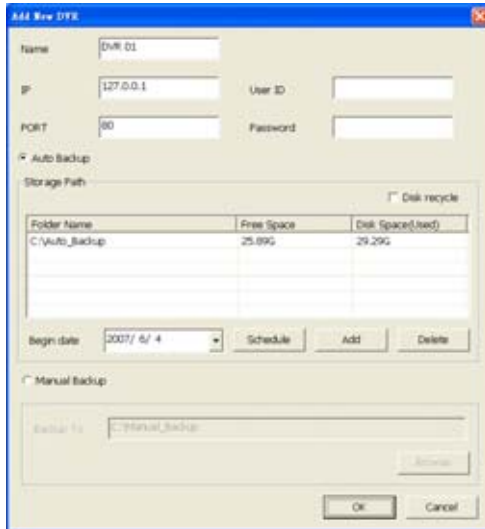 Add New DVR
Name DVR 01
IP 127.0.0.1 User ID
PORT 80 Password
Auto Backup
Storage Path
Disk recycle
Folder Name Free Space Disk Space(Used)
C:\Auto_Backup 25.89G 29.29G
Begin date 2007/ 6/ 4 Schedule Add Delete
Manual Backup
Backup To C:\Manual_Backup
Browse
OK Cancel